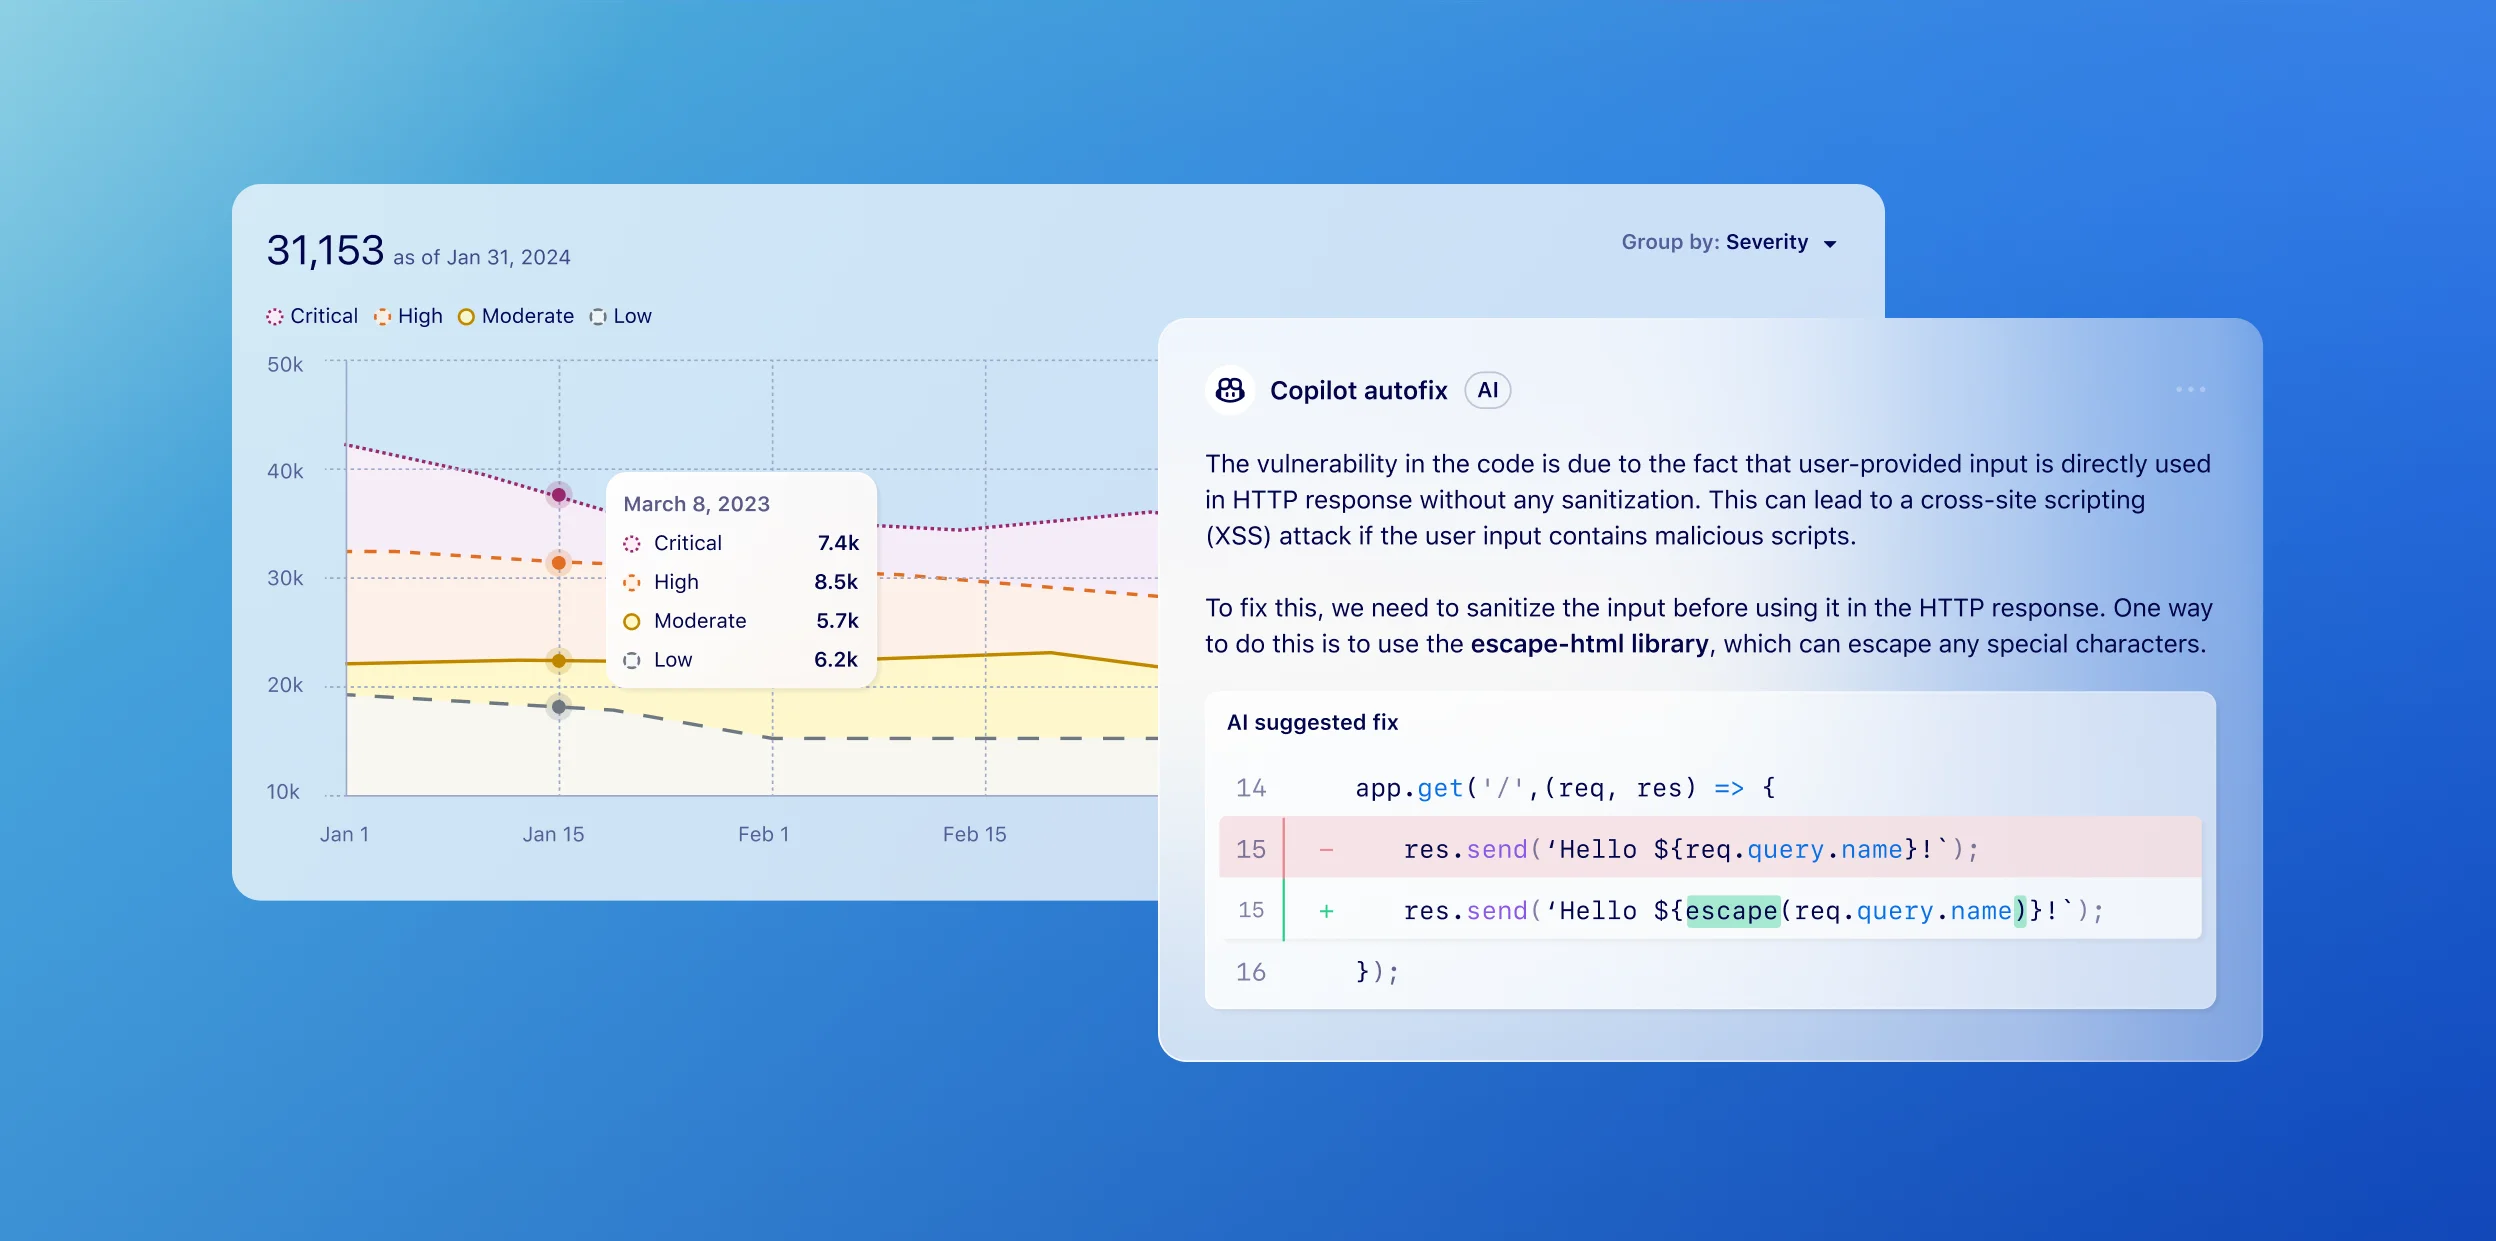 31,153 as of Jan 31, 2024
Group by: Severity
Critical High Moderate Low
50k
40k
30k
20k
10k
Jan 1 Jan 15 Feb 1 Feb 15
March 8, 2023
Critical 7.4k
High 8.5k
Moderate 5.7k
Low 6.2k
Copilot autofix AI
The vulnerability in the code is due to the fact that user-provided input is directly used
in HTTP response without any sanitization. This can lead to a cross-site scripting
(XSS) attack if the user input contains malicious scripts.
To fix this, we need to sanitize the input before using it in the HTTP response. One way
to do this is to use the escape-html library, which can escape any special characters.
AI suggested fix
14 app.get('/',(req, res) => {
15 – res.send(‘Hello ${req.query.name}!`);
15 + res.send(‘Hello ${escape(req.query.name)}!`);
16 });